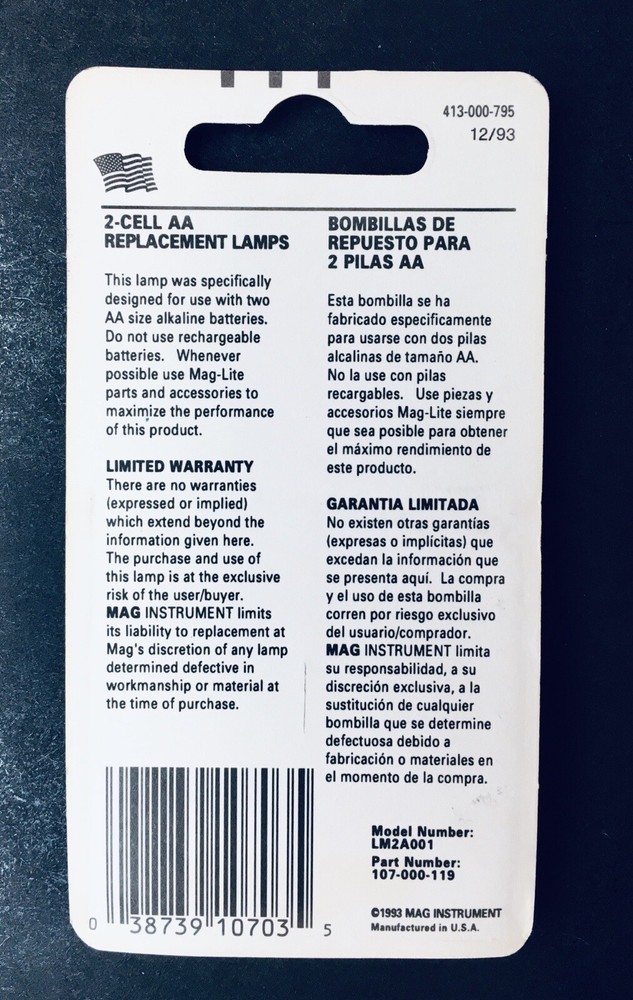 413-000-795
12/93
2-CELL AA
REPLACEMENT LAMPS
This lamp was specifically
designed for use with two
AA size alkaline batteries.
Do not use rechargeable
batteries. Whenever
possible use Mag-Lite
parts and accessories to
maximize the performance
of this product.
LIMITED WARRANTY
There are no warranties
(expressed or implied)
which extend beyond the
information given here.
The purchase and use of
this lamp is at the exclusive
risk of the user/buyer.
MAG INSTRUMENT limits
its liability to replacement at
Mag's discretion of any lamp
determined defective in
workmanship or material at
the time of purchase.
BOMBILLAS DE
REPUESTO PARA
2 PILAS AA
Esta bombilla se ha
fabricado especificamente
para usarse con dos pilas
alcalinas de tamaño AA.
No la use con pilas
recargables. Use piezas y
accesorios Mag-Lite siempre
que sea posible para obtener
el máximo rendimiento de
este producto.
GARANTIA LIMITADA
No existen otras garantías
(expresas o implícitas) que
excedan la información que
se presenta aquí. La compra
y el uso de esta bombilla
corren por riesgo exclusivo
del usuario/comprador.
MAG INSTRUMENT limita
su responsabilidad, a su
discreción exclusiva, a la
sustitución de cualquier
bombilla que se determine
defectuosa debido a
fabricación o materiales en
el momento de la compra.
Model Number:
LM2A001
Part Number:
107-000-119
©1993 MAG INSTRUMENT
Manufactured in U.S.A.
0 38739 10703 5